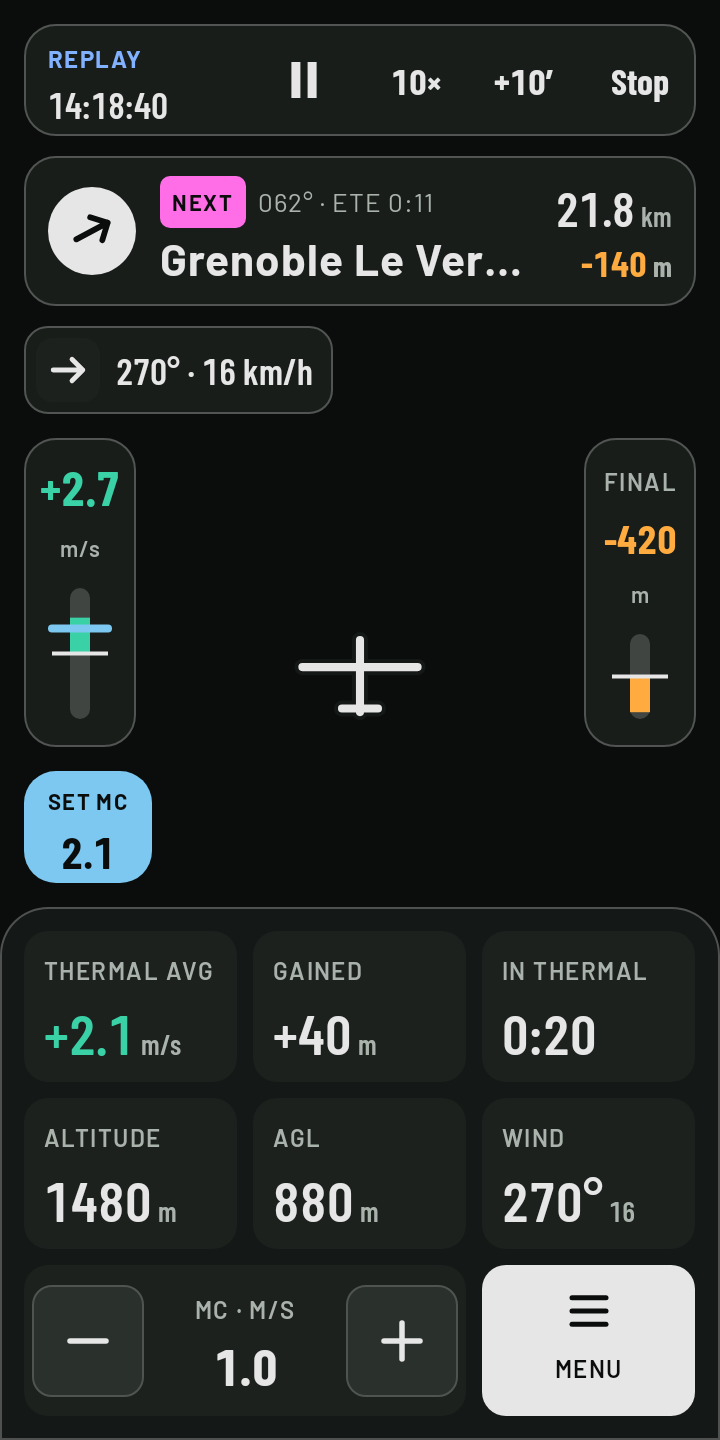 REPLAY
14:18:40
10×
+10′
Stop
NEXT
062° · ETE 0:11
Grenoble Le Ver…
21.8 km
-140 m
270° · 16 km/h
+2.7
m/s
FINAL
-420
m
SET MC
2.1
THERMAL AVG
+2.1 m/s
GAINED
+40 m
IN THERMAL
0:20
ALTITUDE
1480 m
AGL
880 m
WIND
270° 16
MC · M/S
1.0
MENU